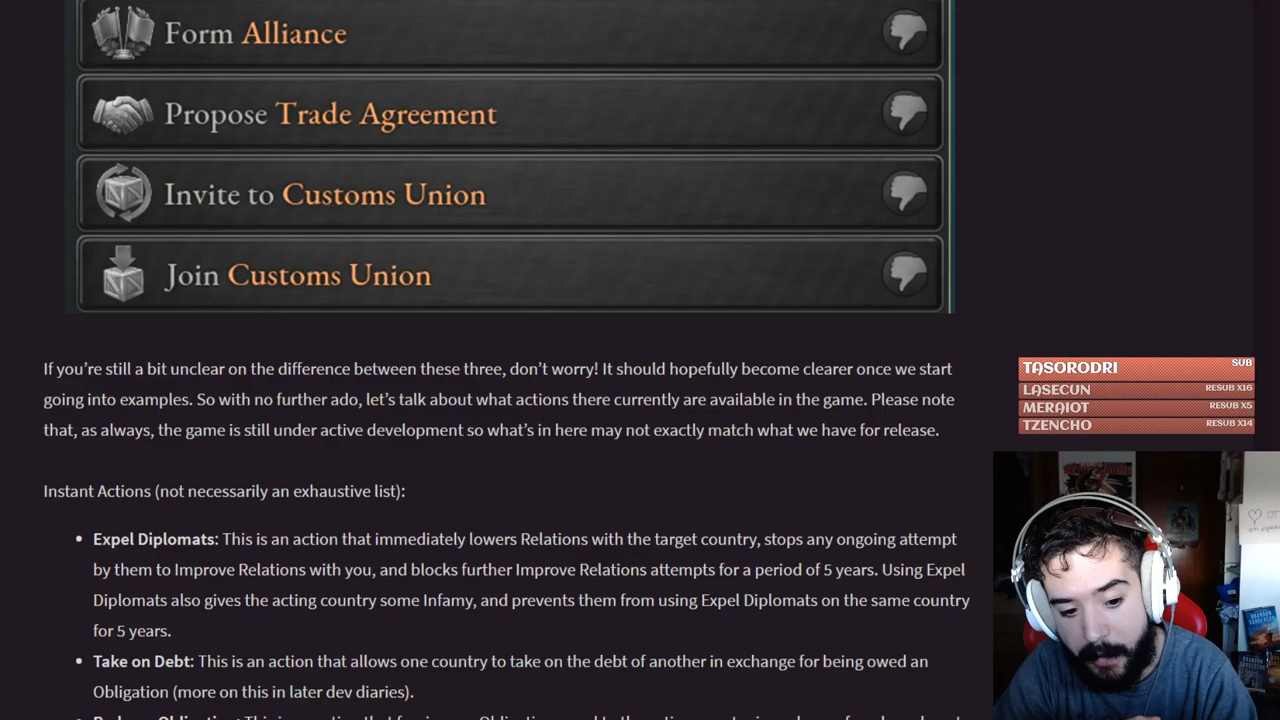 Form Alliance
Propose Trade Agreement
Invite to Customs Union
Join Customs Union
If you're still a bit unclear on the difference between these three, don't worry! It should hopefully become clearer once we start
going into examples. So with no further ado, let's talk about what actions there currently are available in the game. Please note
that, as always, the game is still under active development so what's in here may not exactly match what we have for release.
TASORODRI SUB
LASECUN RESUB X16
MERAIOT RESUB X5
TZENCHO RESUB X14
Instant Actions (not necessarily an exhaustive list):
• Expel Diplomats: This is an action that immediately lowers Relations with the target country, stops any ongoing attempt
by them to Improve Relations with you, and blocks further Improve Relations attempts for a period of 5 years. Using Expel
Diplomats also gives the acting country some Infamy, and prevents them from using Expel Diplomats on the same country
for 5 years.
• Take on Debt: This is an action that allows one country to take on the debt of another in exchange for being owed an
Obligation (more on this in later dev diaries).